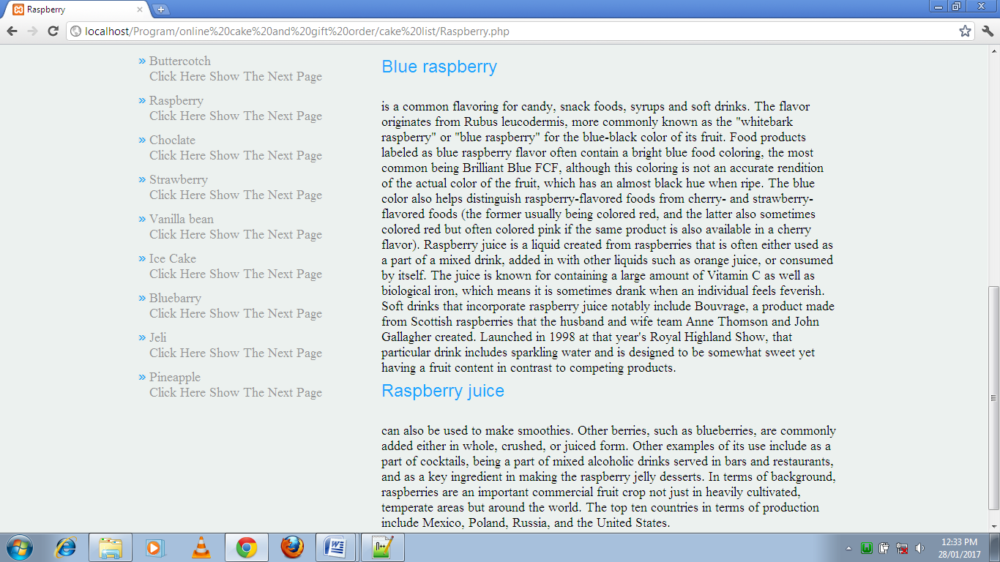 Raspberry
localhost/Program/online%20cake%20and%20gift%20order/cake%20list/Raspberry.php
» Buttercotch
Click Here Show The Next Page
» Raspberry
Click Here Show The Next Page
» Choclate
Click Here Show The Next Page
» Strawberry
Click Here Show The Next Page
» Vanilla bean
Click Here Show The Next Page
» Ice Cake
Click Here Show The Next Page
» Bluebarry
Click Here Show The Next Page
» Jeli
Click Here Show The Next Page
» Pineapple
Click Here Show The Next Page
Blue raspberry
is a common flavoring for candy, snack foods, syrups and soft drinks. The flavor
originates from Rubus leucodermis, more commonly known as the "whitebark
raspberry" or "blue raspberry" for the blue-black color of its fruit. Food products
labeled as blue raspberry flavor often contain a bright blue food coloring, the most
common being Brilliant Blue FCF, although this coloring is not an accurate rendition
of the actual color of the fruit, which has an almost black hue when ripe. The blue
color also helps distinguish raspberry-flavored foods from cherry- and strawberry-
flavored foods (the former usually being colored red, and the latter also sometimes
colored red but often colored pink if the same product is also available in a cherry
flavor). Raspberry juice is a liquid created from raspberries that is often either used as
a part of a mixed drink, added in with other liquids such as orange juice, or consumed
by itself. The juice is known for containing a large amount of Vitamin C as well as
biological iron, which means it is sometimes drank when an individual feels feverish.
Soft drinks that incorporate raspberry juice notably include Bouvrage, a product made
from Scottish raspberries that the husband and wife team Anne Thomson and John
Gallagher created. Launched in 1998 at that year's Royal Highland Show, that
particular drink includes sparkling water and is designed to be somewhat sweet yet
having a fruit content in contrast to competing products.
Raspberry juice
can also be used to make smoothies. Other berries, such as blueberries, are commonly
added either in whole, crushed, or juiced form. Other examples of its use include as a
part of cocktails, being a part of mixed alcoholic drinks served in bars and restaurants,
and as a key ingredient in making the raspberry jelly desserts. In terms of background,
raspberries are an important commercial fruit crop not just in heavily cultivated,
temperate areas but around the world. The top ten countries in terms of production
include Mexico, Poland, Russia, and the United States.
12:33 PM
28/01/2017